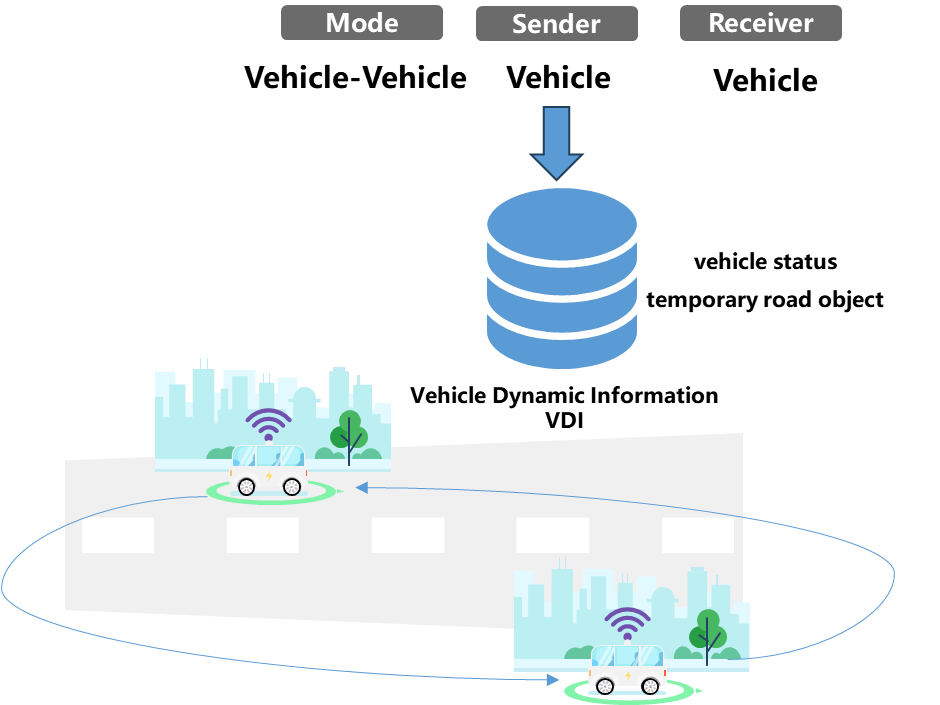 Mode
Sender
Receiver
Vehicle-Vehicle
Vehicle
Vehicle
vehicle status
temporary road object
Vehicle Dynamic Information
VDI